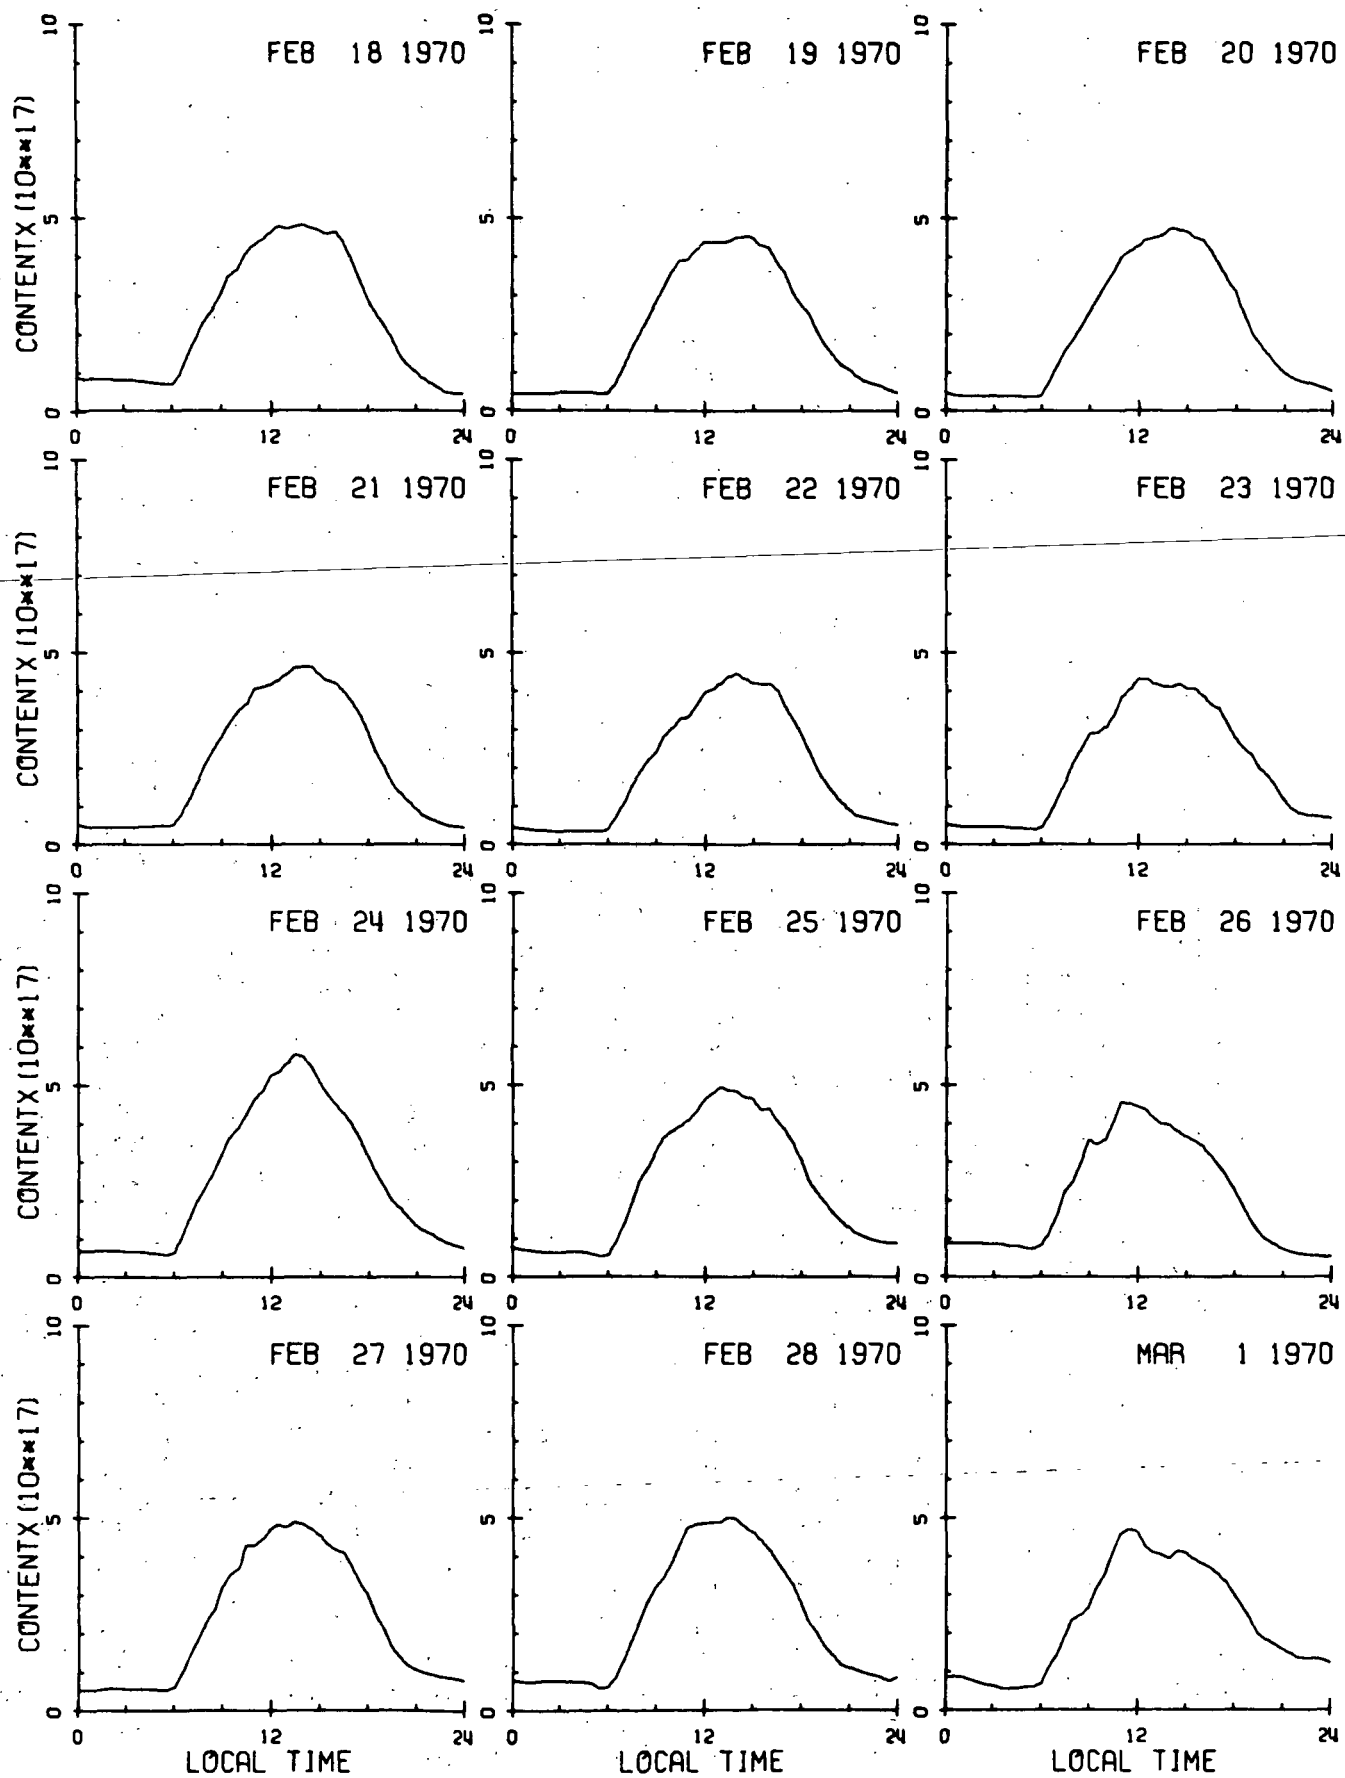 10 FEB 18 1970 10 FEB 19 1970 10 FEB 20 1970
CONTENTX (10**17)
5 5 5
0 0 0
0 12 24 0 12 24 0 12 24
10 FEB 21 1970 10 FEB 22 1970 10 FEB 23 1970
CONTENTX (10**17)
5 5 5
0 0 0
0 12 24 0 12 24 0 12 24
10 FEB 24 1970 10 FEB 25 1970 10 FEB 26 1970
CONTENTX (10**17)
5 5 5
0 0 0
0 12 24 0 12 24 0 12 24
10 FEB 27 1970 10 FEB 28 1970 10 MAR 1 1970
CONTENTX (10**17)
5 5 5
0 0 0
0 12 24 0 12 24 0 12 24
LOCAL TIME LOCAL TIME LOCAL TIME